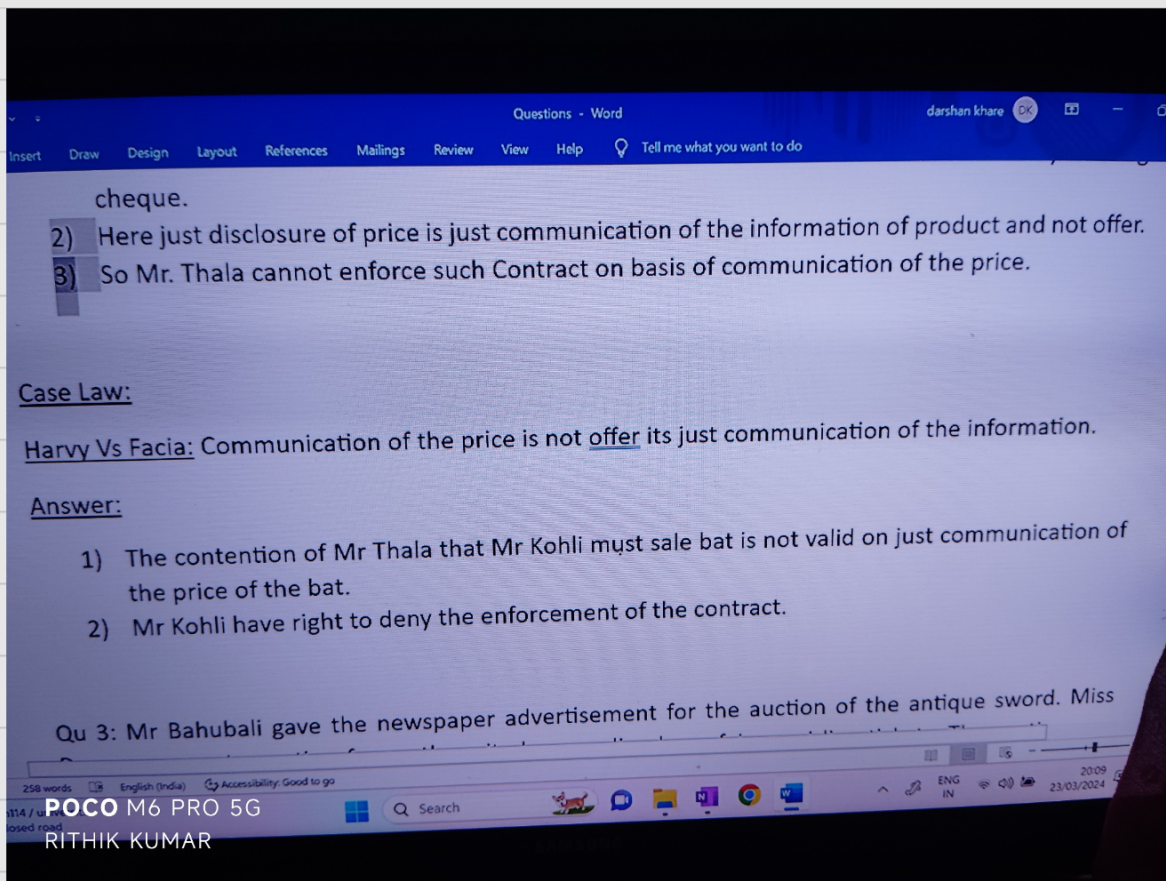 Questions - Word
darshan khare
DK
Insert Draw Design Layout References Mailings Review View Help Tell me what you want to do
cheque.
2) Here just disclosure of price is just communication of the information of product and not offer.
3) So Mr. Thala cannot enforce such Contract on basis of communication of the price.
Case Law:
Harvy Vs Facia: Communication of the price is not offer its just communication of the information.
Answer:
1) The contention of Mr Thala that Mr Kohli must sale bat is not valid on just communication of
the price of the bat.
2) Mr Kohli have right to deny the enforcement of the contract.
Qu 3: Mr Bahubali gave the newspaper advertisement for the auction of the antique sword. Miss
258 words English (India) Accessibility: Good to go
Search
ENG
IN
20:09
23/03/2024
POCO M6 PRO 5G
RITHIK KUMAR